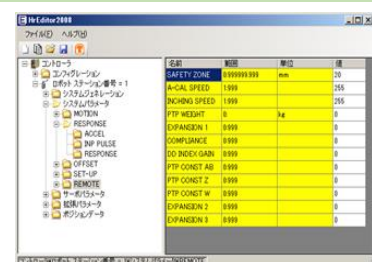 HrEditor2000
ファイル(F) ヘルプ(H)
コントローラ
コンフィグレーション
ロボット ステーション番号 = 1
システムジェネレーション
システムパラメータ
MOTION
RESPONSE
ACCEL
INP PULSE
RESPONSE
OFFSET
SET-UP
REMOTE
サーボパラメータ
拡張パラメータ
ポジションデータ
名前 範囲 単位 値
SAFETY ZONE 0:999999.999 mm 20
A-CAL SPEED 1:999 255
INCHING SPEED 1:999 255
PTP WEIGHT 0 kg 0
EXPANSION 1 0:999 0
COMPLIANCE 0:999 0
DD INDEX GAIN 0:999 0
PTP CONST AB 0:999 0
PTP CONST Z 0:999 0
PTP CONST W 0:999 0
EXPANSION 2 0:999 0
EXPANSION 3 0:999 0